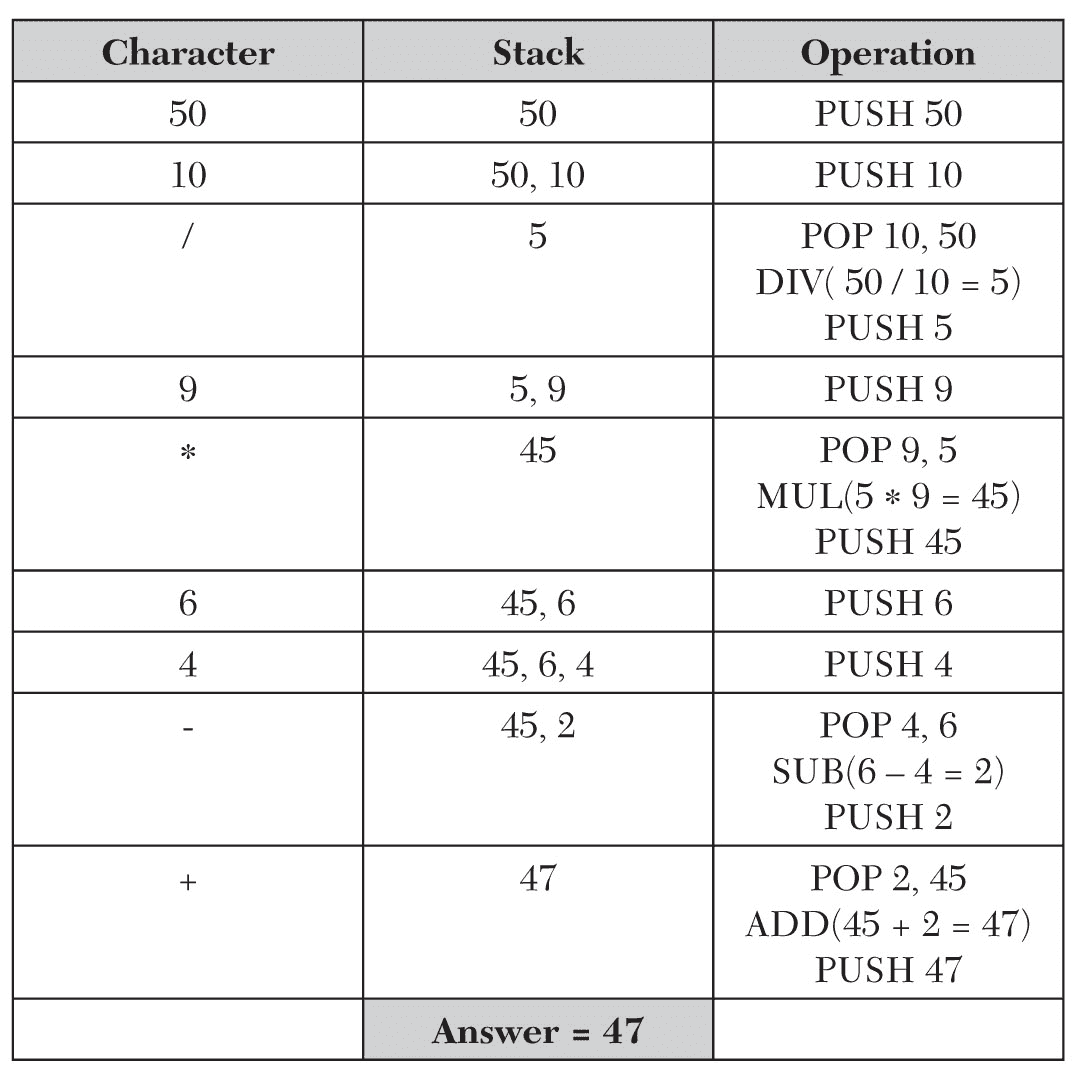 Character Stack Operation
50 50 PUSH 50
10 50, 10 PUSH 10
/ 5 POP 10, 50
DIV( 50 / 10 = 5)
PUSH 5
9 5, 9 PUSH 9
* 45 POP 9, 5
MUL(5 * 9 = 45)
PUSH 45
6 45, 6 PUSH 6
4 45, 6, 4 PUSH 4
- 45, 2 POP 4, 6
SUB(6 – 4 = 2)
PUSH 2
+ 47 POP 2, 45
ADD(45 + 2 = 47)
PUSH 47
Answer = 47